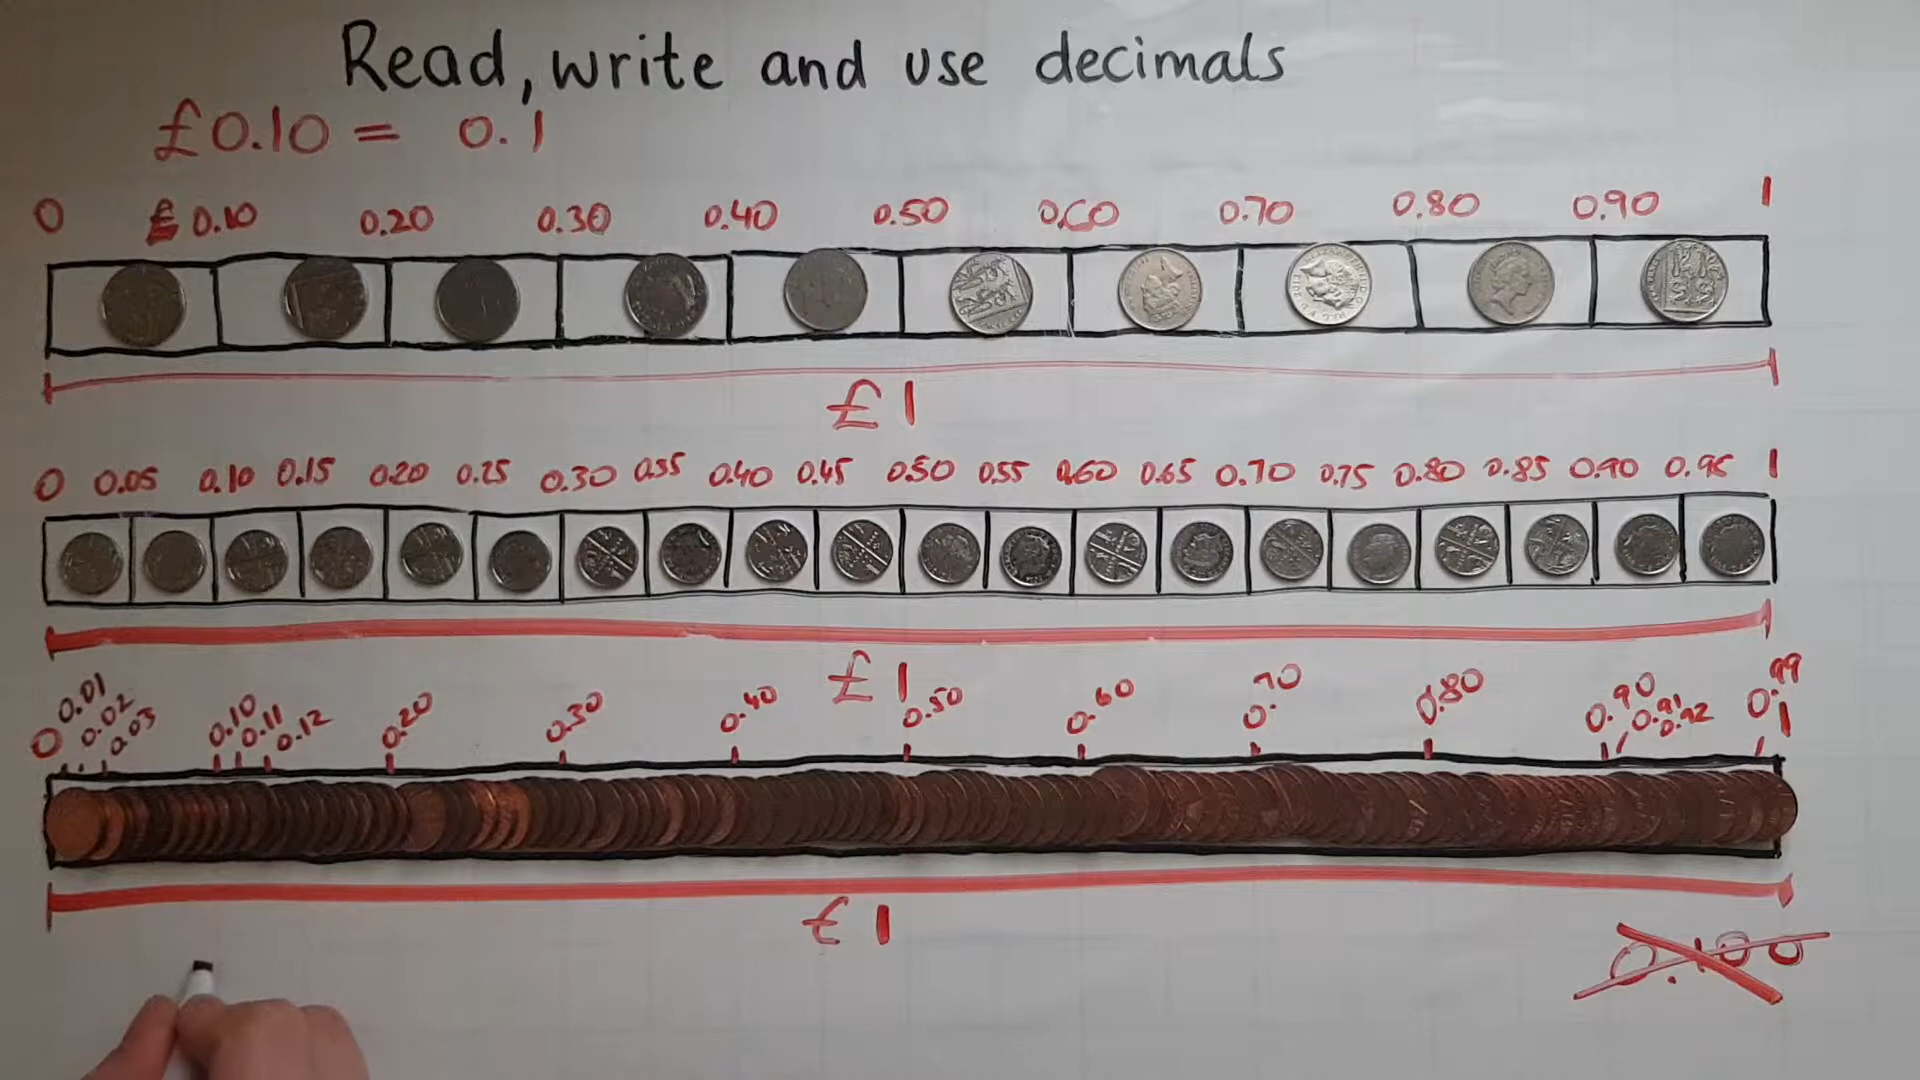 Read, write and use decimals
£0.10 = 0.1
0 £0.10 0.20 0.30 0.40 0.50 0.60 0.70 0.80 0.90 1
£1
0 0.05 0.10 0.15 0.20 0.25 0.30 0.35 0.40 0.45 0.50 0.55 0.60 0.65 0.70 0.75 0.80 0.85 0.90 0.95 1
£1
0 0.01 0.02 0.03 0.10 0.11 0.12 0.20 0.30 0.40 0.50 0.60 0.70 0.80 0.90 0.91 0.92 0.99 1
£1
0.100